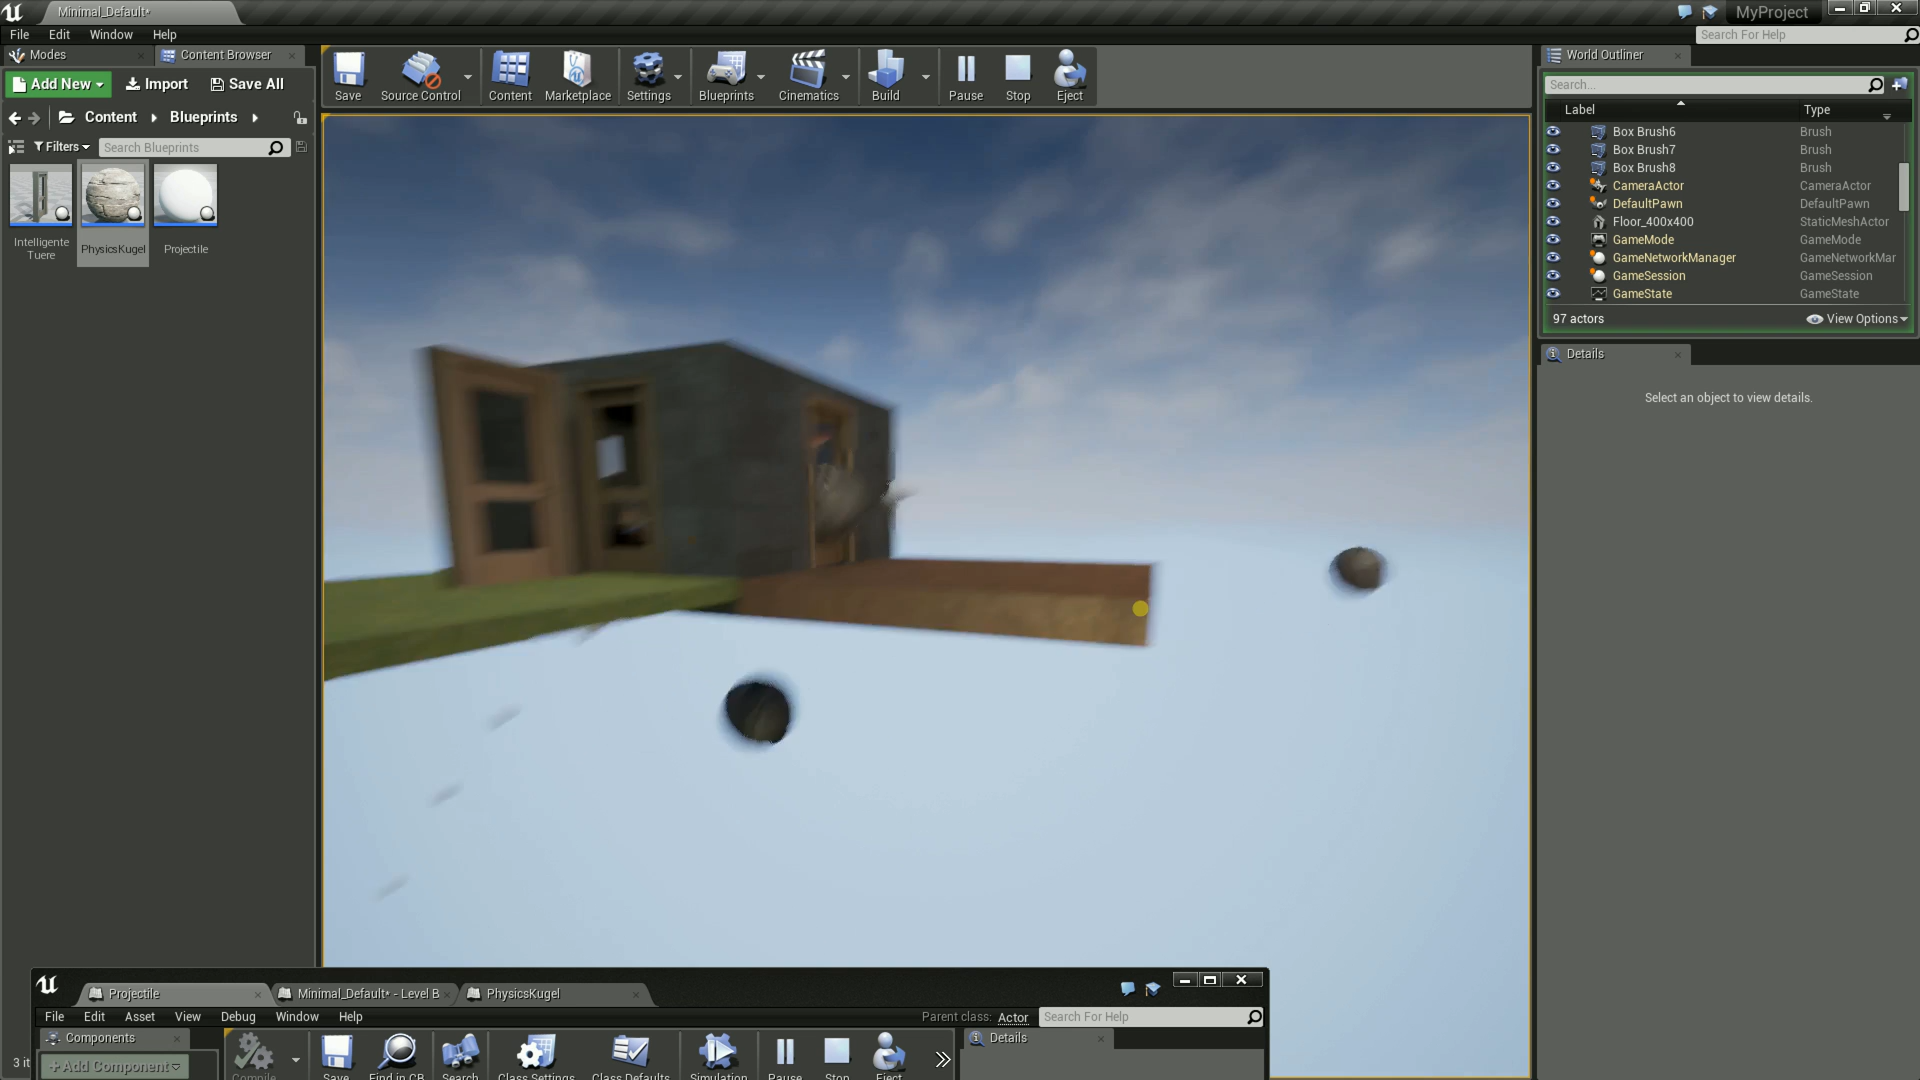 Minimal_Default*
MyProject
File Edit Window Help
Search For Help
Modes
Content Browser
Add New
Import
Save All
Content
Blueprints
Filters
Search Blueprints
Intelligente
Tuere
PhysicsKugel
Projectile
Save
Source Control
Content
Marketplace
Settings
Blueprints
Cinematics
Build
Pause
Stop
Eject
World Outliner
Search...
Label Type
Box Brush6 Brush
Box Brush7 Brush
Box Brush8 Brush
CameraActor CameraActor
DefaultPawn DefaultPawn
Floor_400x400 StaticMeshActor
GameMode GameMode
GameNetworkManager GameNetworkMar
GameSession GameSession
GameState GameState
97 actors
View Options
Details
Select an object to view details.
Projectile
Minimal_Default* - Level B
PhysicsKugel
File Edit Asset View Debug Window Help
Parent class: Actor
Search For Help
Components
+Add Component
3 it
Compile
Save
Find in CB
Search
Class Settings
Class Defaults
Simulation
Pause
Stop
Eject
Details